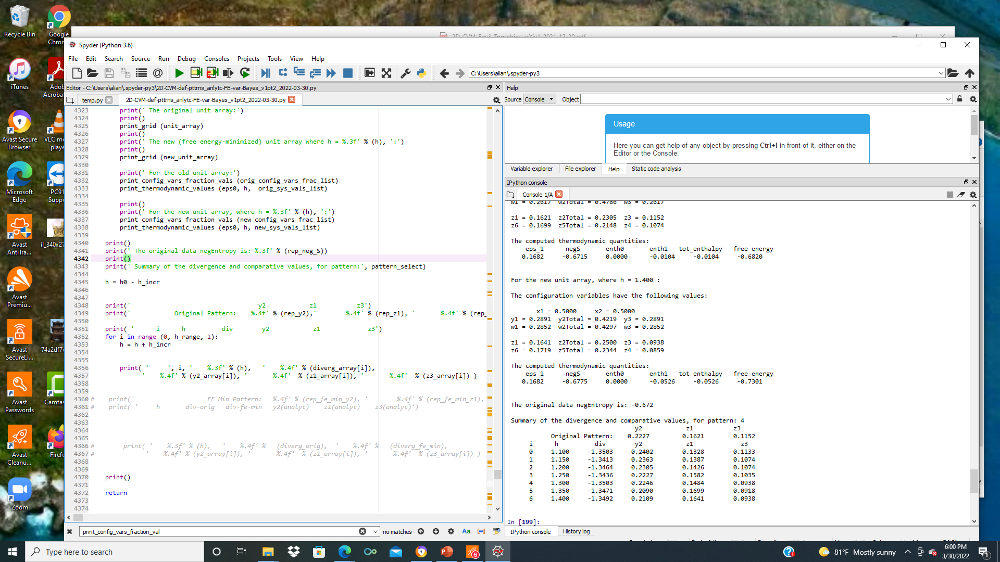 Recycle Bin
Google Chrom
iTunes
Adob Acrobat
Avast Secure Browser
VLC me playe
Microsoft Edge
PC91 Suppo
Avast AntiTra...
il_340x27
Avast Premiu...
Avast SecureLi...
74a2df7
Avast Passwords
Camtas
Avast Cleanu...
Firefo
Zoom
2D-CVM-Equil-Tpgrphies-arXiv1-2021-12-20.pdf
Spyder (Python 3.6)
File Edit Search Source Run Debug Consoles Projects Tools View Help
C:\Users\alian\.spyder-py3
Editor - C:\Users\alian\.spyder-py3\2D-CVM-def-pttrns_anlytc-FE-var-Bayes_v1pt2_2022-03-30.py
temp.py
2D-CVM-def-pttrns_anlytc-FE-var-Bayes_v1pt2_2022-03-30.py
4323 print(' The original unit array:')
4324 print()
4325 print_grid (unit_array)
4326 print()
4327 print(' The new (free energy-minimized) unit array where h = %.3f' % (h), ':')
4328 print()
4329 print_grid (new_unit_array)
4330
4331 print(' For the old unit array:')
4332 print_config_vars_fraction_vals (orig_config_vars_frac_list)
4333 print_thermodynamic_values (eps0, h, orig_sys_vals_list)
4334
4335 print()
4336 print(' For the new unit array, where h = %.3f' % (h), ':')
4337 print_config_vars_fraction_vals (new_config_vars_frac_list)
4338 print_thermodynamic_values (eps0, h, new_sys_vals_list)
4339
4340 print()
4341 print(' The original data negEntropy is: %.3f' % (rep_neg_S))
4342 print()
4343 print(' Summary of the divergence and comparative values, for pattern:', pattern_select)
4344
4345 h = h0 - h_incr
4346
4347
4348 print(' y2 z1 z3')
4349 print(' Original Pattern: %.4f' % (rep_y2),' %.4f' % (rep_z1), ' %.4f' % (rep_
4350
4351 print( ' i h div y2 z1 z3')
4352 for i in range (0, h_range, 1):
4353 h = h + h_incr
4354
4355
4356 print( ' ', i, ' %.3f' % (h), ' %.4f' % (diverg_array[i]),
4357 ' %.4f' % (y2_array[i]), ' %.4f' % (z1_array[i]), ' %.4f' % (z3_array[i]) )
4358
4359
4360 # print(' FE Min Pattern: %.4f' % (rep_fe_min_y2), ' %.4f' % (rep_fe_min_z1),
4361 # print( ' h div-orig div-fe-min y2(analyt) z1(analyt) z3(analyt)')
4362
4363
4364
4365
4366 # print( ' %.3f' % (h), ' %.4f' % (diverg_orig), ' %.4f' % (diverg_fe_min),
4367 # ' %.4f' % (y2_array[i]), ' %.4f' % (z1_array[i]), ' %.4f' % (z3_array[i]) )
4368
4369
4370 print()
4371
4372 return
4373
4374
print_config_vars_fraction_val
no matches
Aa
Help
Source Console Object
Usage
Here you can get help of any object by pressing Ctrl+I in front of it, either on the
Editor or the Console.
Variable explorer File explorer Help Static code analysis
IPython console
Console 1/A
w1 = 0.2617 w2Total = 0.4766 w3 = 0.2617
z1 = 0.1621 z2Total = 0.2305 z3 = 0.1152
z6 = 0.1699 z5Total = 0.2148 z4 = 0.1074
The computed thermodynamic quantities:
eps_1 negS enth0 enth1 tot_enthalpy free energy
0.1682 -0.6715 0.0000 -0.0104 -0.0104 -0.6820
For the new unit array, where h = 1.400 :
The configuration variables have the following values:
x1 = 0.5000 x2 = 0.5000
y1 = 0.2891 y2Total = 0.4219 y3 = 0.2891
w1 = 0.2852 w2Total = 0.4297 w3 = 0.2852
z1 = 0.1641 z2Total = 0.2500 z3 = 0.0938
z6 = 0.1719 z5Total = 0.2344 z4 = 0.0859
The computed thermodynamic quantities:
eps_1 negS enth0 enth1 tot_enthalpy free energy
0.1682 -0.6775 0.0000 -0.0526 -0.0526 -0.7301
The original data negEntropy is: -0.672
Summary of the divergence and comparative values, for pattern: 4
y2 z1 z3
Original Pattern: 0.2227 0.1621 0.1152
i h div y2 z1 z3
0 1.100 -1.3503 0.2402 0.1328 0.1133
1 1.150 -1.3413 0.2363 0.1387 0.1074
2 1.200 -1.3464 0.2305 0.1426 0.1074
3 1.250 -1.3436 0.2227 0.1582 0.1035
4 1.300 -1.3503 0.2246 0.1484 0.0938
5 1.350 -1.3471 0.2090 0.1699 0.0918
6 1.400 -1.3492 0.2109 0.1641 0.0938
In [199]:
IPython console History log
Type here to search
6
81°F Mostly sunny
6:00 PM
3/30/2022
1